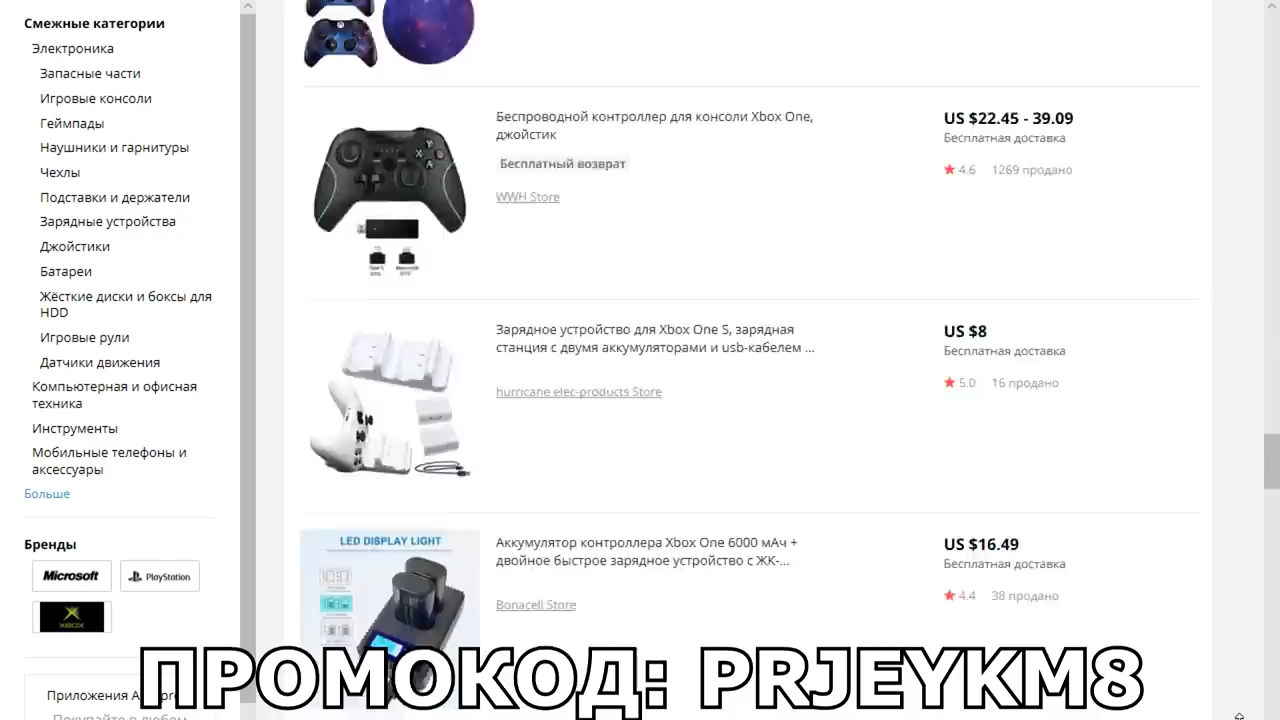 Смежные категории
Электроника
Запасные части
Игровые консоли
Геймпады
Наушники и гарнитуры
Чехлы
Подставки и держатели
Зарядные устройства
Джойстики
Батареи
Жёсткие диски и боксы для
HDD
Игровые рули
Датчики движения
Компьютерная и офисная
техника
Инструменты
Мобильные телефоны и
аксессуары
Больше
Бренды
Microsoft
PlayStation
XBOX
Приложения A
Покупайте в любом
Беспроводной контроллер для консоли Xbox One,
джойстик
Бесплатный возврат
WWH Store
US $22.45 - 39.09
Бесплатная доставка
4.6 1269 продано
Зарядное устройство для Xbox One S, зарядная
станция с двумя аккумуляторами и usb-кабелем ...
hurricane elec-products Store
US $8
Бесплатная доставка
5.0 16 продано
LED DISPLAY LIGHT
Аккумулятор контроллера Xbox One 6000 мАч +
двойное быстрое зарядное устройство с ЖК-...
Bonacell Store
US $16.49
Бесплатная доставка
4.4 38 продано
ПРОМОКОД: PRJEYKM8